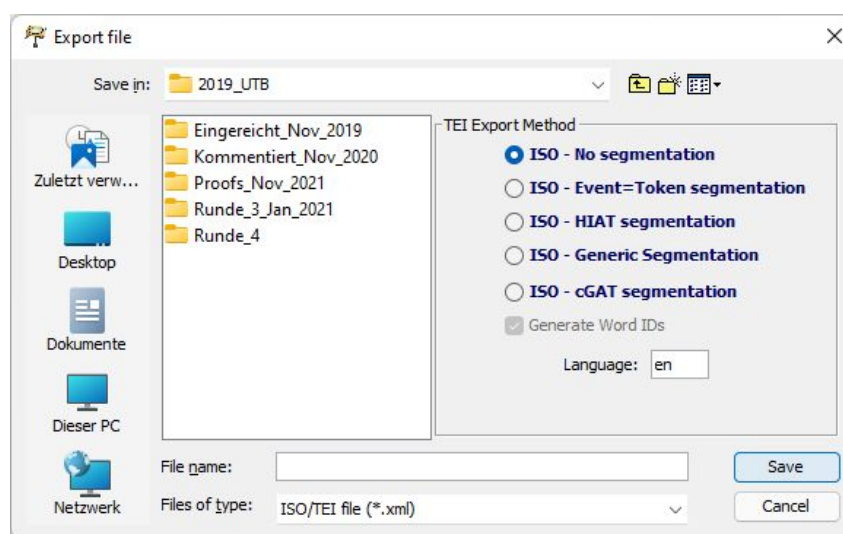 Export file
Save in:
2019_UTB
Zuletzt verw...
Desktop
Dokumente
Dieser PC
Netzwerk
Eingereicht_Nov_2019
Kommentiert_Nov_2020
Proofs_Nov_2021
Runde_3_Jan_2021
Runde_4
TEI Export Method
ISO - No segmentation
ISO - Event=Token segmentation
ISO - HIAT segmentation
ISO - Generic Segmentation
ISO - cGAT segmentation
Generate Word IDs
Language: en
File name:
Save
Files of type: ISO/TEI file (*.xml)
Cancel